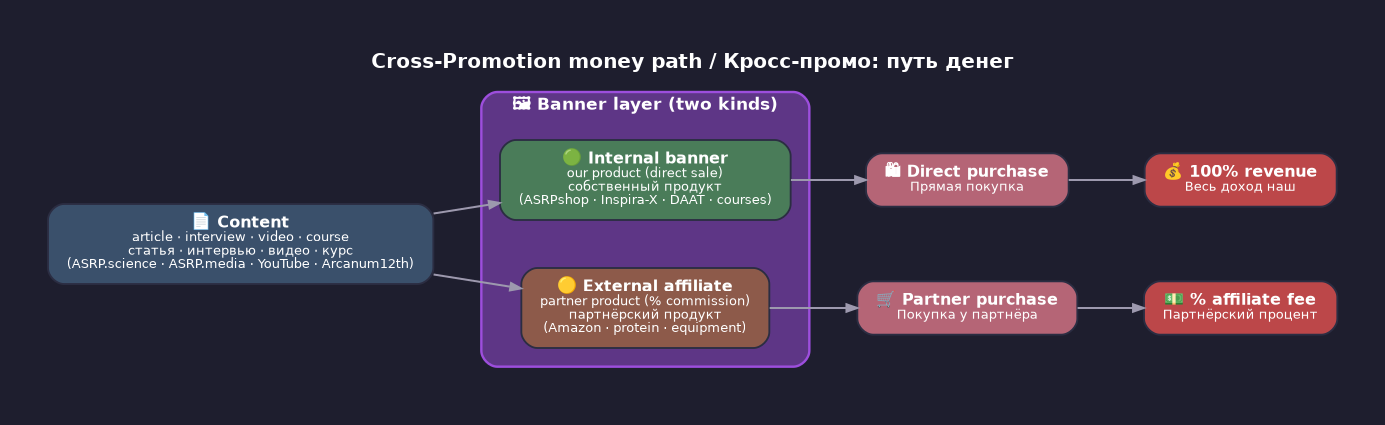 Cross-Promotion money path / Кросс-промо: путь денег
🖼 Banner layer (two kinds)
📄 Content
article · interview · video · course
статья · интервью · видео · курс
(ASRP.science · ASRP.media · YouTube · Arcanum12th)
🟢 Internal banner
our product (direct sale)
собственный продукт
(ASRPshop · Inspira-X · DAAT · courses)
🛍 Direct purchase
Прямая покупка
💰 100% revenue
Весь доход наш
🟡 External affiliate
partner product (% commission)
партнёрский продукт
(Amazon · protein · equipment)
🛒 Partner purchase
Покупка у партнёра
💵 % affiliate fee
Партнёрский процент